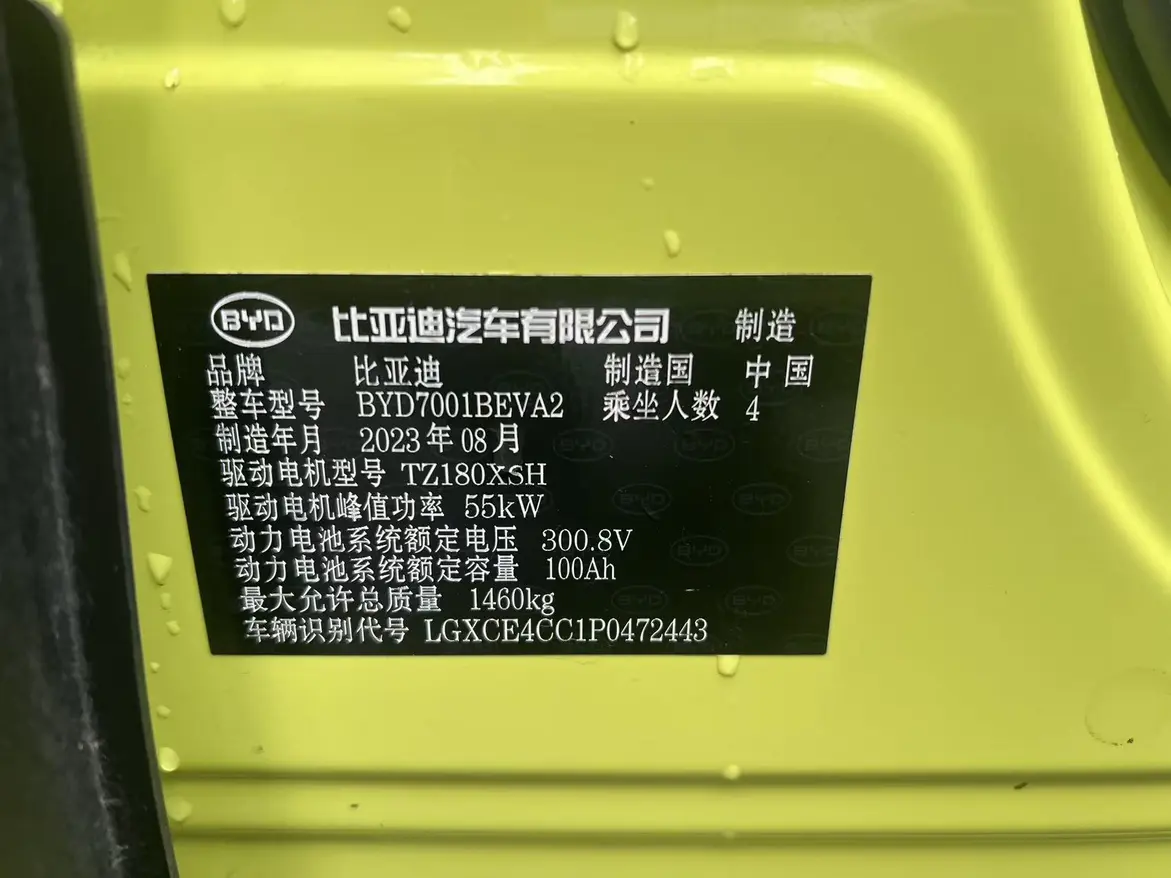 BYD 比亚迪汽车有限公司 制造
品牌 比亚迪 制造国 中国
整车型号 BYD7001BEVA2 乘坐人数 4
制造年月 2023年08月
驱动电机型号 TZ180XSH
驱动电机峰值功率 55kW
动力电池系统额定电压 300.8V
动力电池系统额定容量 100Ah
最大允许总质量 1460kg
车辆识别代号 LGXCE4CC1P0472443